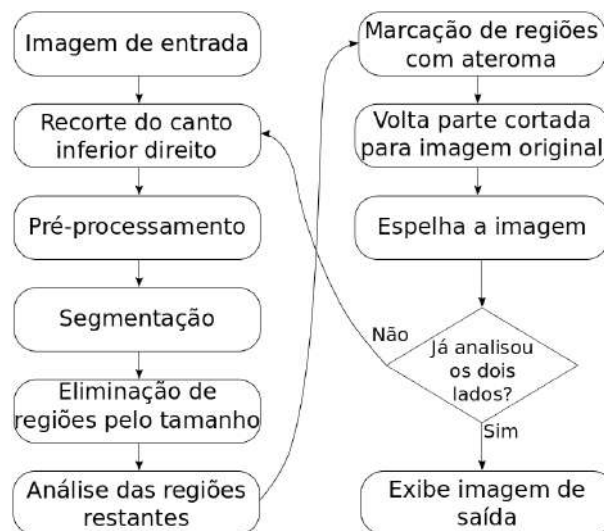 Imagem de entrada
Recorte do canto
inferior direito
Pré-processamento
Segmentação
Eliminação de
regiões pelo tamanho
Análise das regiões
restantes
Marcação de regiões
com ateroma
Volta parte cortada
para imagem original
Espelha a imagem
Não
Já analisou
os dois
lados?
Sim
Exibe imagem de
saída